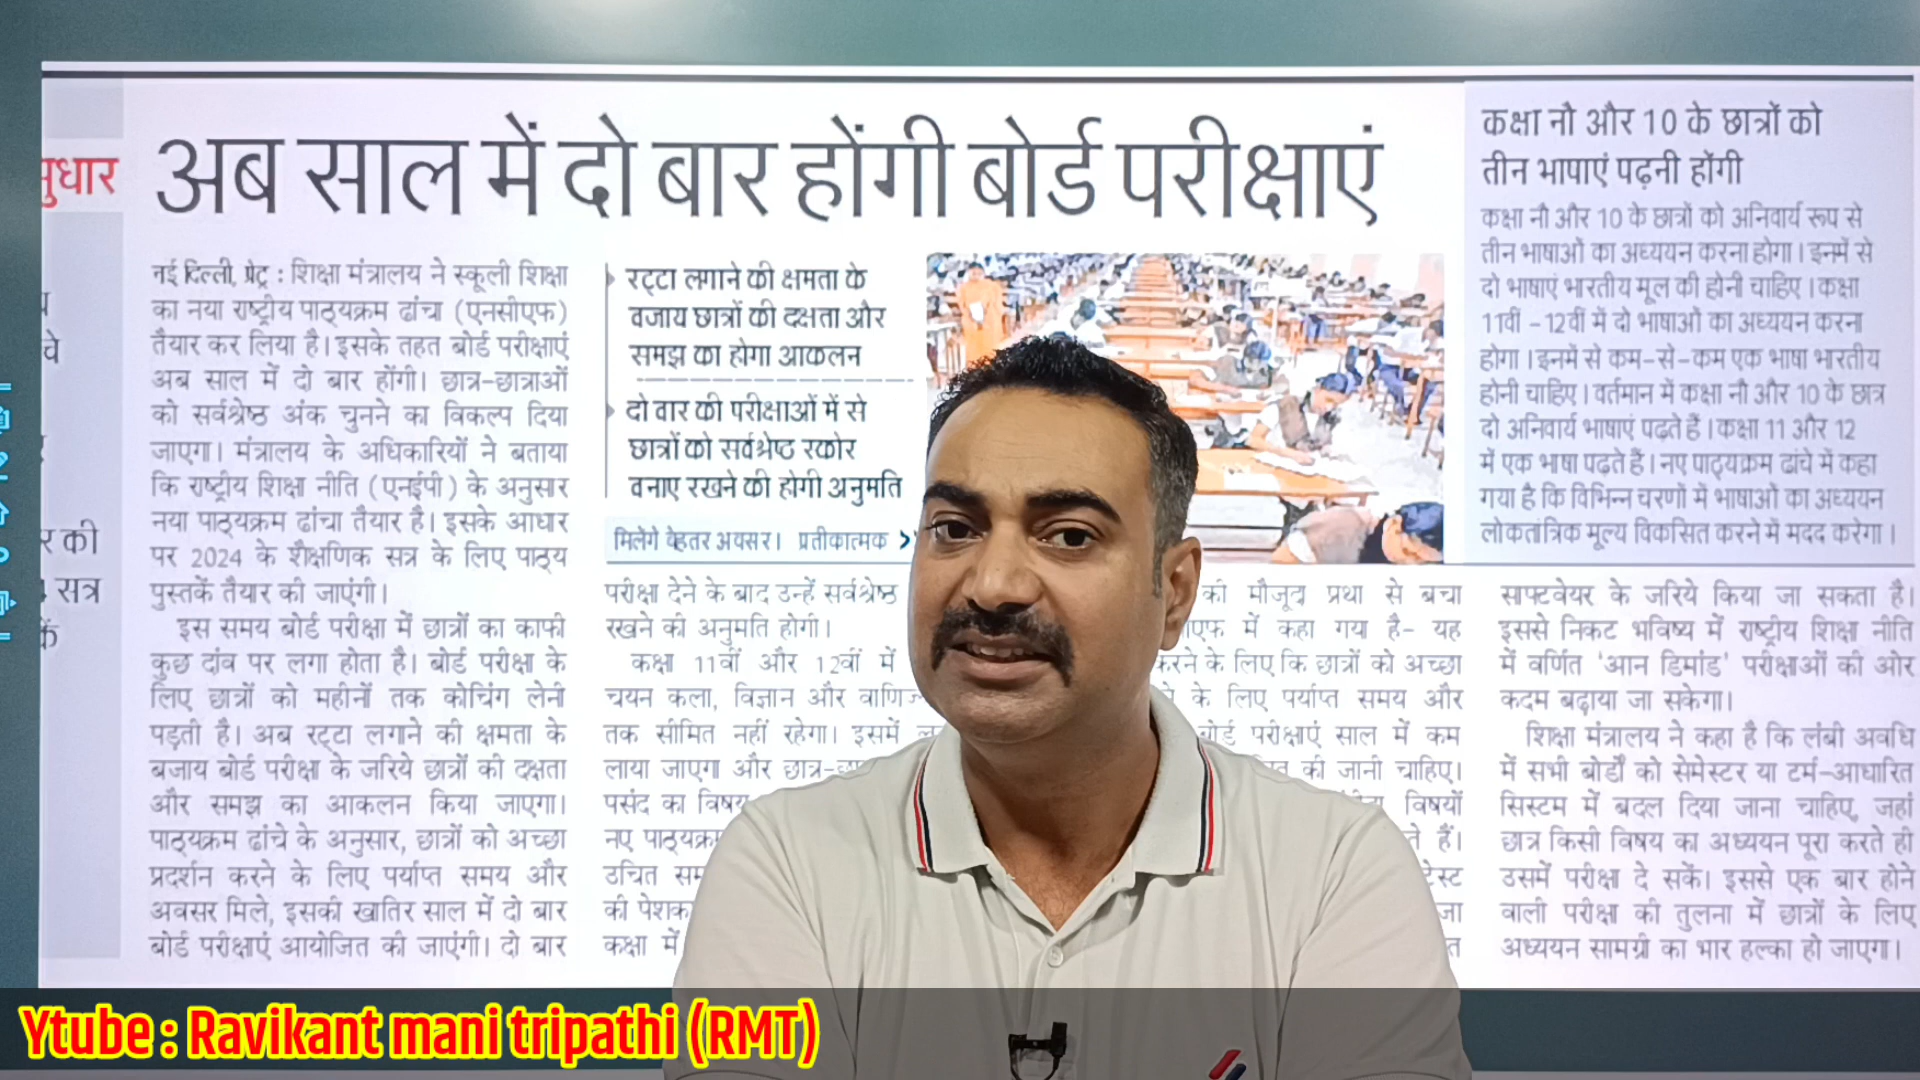 सुधार
अब साल में दो बार होंगी बोर्ड परीक्षाएं
नई दिल्ली, प्रेट्र : शिक्षा मंत्रालय ने स्कूली शिक्षा
का नया राष्ट्रीय पाठ्यक्रम ढांचा (एनसीएफ)
तैयार कर लिया है। इसके तहत बोर्ड परीक्षाएं
अब साल में दो बार होंगी। छात्र-छात्राओं
को सर्वश्रेष्ठ अंक चुनने का विकल्प दिया
जाएगा। मंत्रालय के अधिकारियों ने बताया
कि राष्ट्रीय शिक्षा नीति (एनईपी) के अनुसार
नया पाठ्यक्रम ढांचा तैयार है। इसके आधार
पर 2024 के शैक्षणिक सत्र के लिए पाठ्य
पुस्तकें तैयार की जाएंगी।
इस समय बोर्ड परीक्षा में छात्रों का काफी
कुछ दांव पर लगा होता है। बोर्ड परीक्षा के
लिए छात्रों को महीनों तक कोचिंग लेनी
पड़ती है। अब रट्टा लगाने की क्षमता के
बजाय बोर्ड परीक्षा के जरिये छात्रों की दक्षता
और समझ का आकलन किया जाएगा।
पाठ्यक्रम ढांचे के अनुसार, छात्रों को अच्छा
प्रदर्शन करने के लिए पर्याप्त समय और
अवसर मिले, इसकी खातिर साल में दो बार
बोर्ड परीक्षाएं आयोजित की जाएंगी। दो बार
रट्टा लगाने की क्षमता के
वजाय छात्रों की दक्षता और
समझ का होगा आकलन
दो वार की परीक्षाओं में से
छात्रों को सर्वश्रेष्ट स्कोर
वनाए रखने की होगी अनुमति
मिलेंगे वेहतर अवसर। प्रतीकात्मक
परीक्षा देने के बाद उन्हें सर्वश्रेष्ठ
रखने की अनुमति होगी।
कक्षा 11वीं और 12वीं में
चयन कला, विज्ञान और
तक सीमित नहीं रहेगा। इसमें
लाया जाएगा और
पसंद का विषय
नए
उचित
की
कक्षा में
की मौजूदा प्रथा से बचा
में कहा गया है- यह
करने के लिए कि छात्रों को अच्छा
के लिए पर्याप्त समय और
बोर्ड परीक्षाएं साल में कम
की जानी चाहिए।
विषयों
हैं।
कक्षा नौ और 10 के छात्रों को
तीन भाषाएं पढ़नी होंगी
कक्षा नौ और 10 के छात्रों को अनिवार्य रूप से
तीन भाषाओं का अध्ययन करना होगा। इनमें से
दो भाषाएं भारतीय मूल की होनी चाहिए। कक्षा
11वीं -12वीं में दो भाषाओं का अध्ययन करना
होगा। इनमें से कम-से-कम एक भाषा भारतीय
होनी चाहिए। वर्तमान में कक्षा नौ और 10 के छात्र
दो अनिवार्य भाषाएं पढ़ते हैं। कक्षा 11 और 12
में एक भाषा पढ़ते हैं। नए पाठ्यक्रम ढांचे में कहा
गया है कि विभिन्न चरणों में भाषाओं का अध्ययन
लोकतांत्रिक मूल्य विकसित करने में मदद करेगा।
साफ्टवेयर के जरिये किया जा सकता है।
इससे निकट भविष्य में राष्ट्रीय शिक्षा नीति
में वर्णित 'आन डिमांड' परीक्षाओं की ओर
कदम बढ़ाया जा सकेगा।
शिक्षा मंत्रालय ने कहा है कि लंबी अवधि
में सभी बोर्डों को सेमेस्टर या टर्म-आधारित
सिस्टम में बदल दिया जाना चाहिए, जहां
छात्र किसी विषय का अध्ययन पूरा करते ही
उसमें परीक्षा दे सकें। इससे एक बार होने
वाली परीक्षा की तुलना में छात्रों के लिए
अध्ययन सामग्री का भार हल्का हो जाएगा।
र की
सत्र
Ytube : Ravikant mani tripathi (RMT)